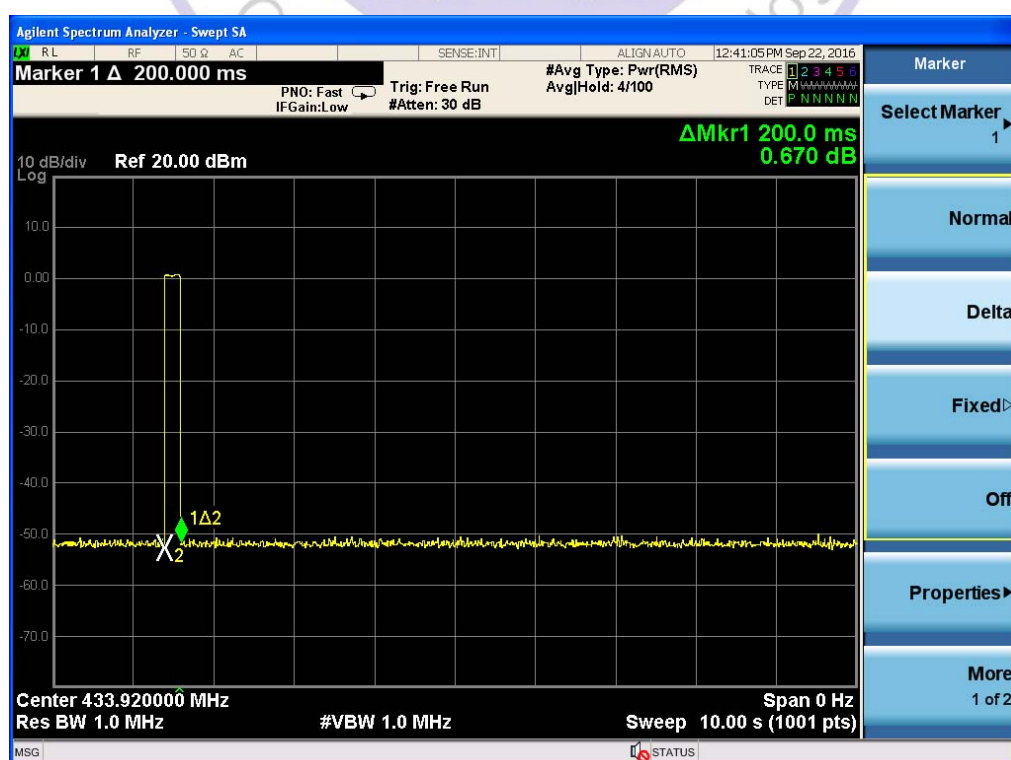 Agilent Spectrum Analyzer - Swept SA
LXI RL RF 50 Ω AC SENSE:INT ALIGN AUTO 12:41:05 PM Sep 22, 2016
Marker 1 Δ 200.000 ms
PNO: Fast
IFGain:Low
Trig: Free Run
#Atten: 30 dB
#Avg Type: Pwr(RMS)
Avg|Hold: 4/100
TRACE 1 2 3 4 5 6
TYPE M
DET P N N N N N
ΔMkr1 200.0 ms
0.670 dB
10 dB/div Ref 20.00 dBm
Log
10.0
0.00
-10.0
-20.0
-30.0
-40.0
-50.0
-60.0
-70.0
1Δ2
2
Center 433.920000 MHz Span 0 Hz
Res BW 1.0 MHz #VBW 1.0 MHz Sweep 10.00 s (1001 pts)
MSG STATUS
Marker
Select Marker
1
Normal
Delta
Fixed
Off
Properties
More
1 of 2